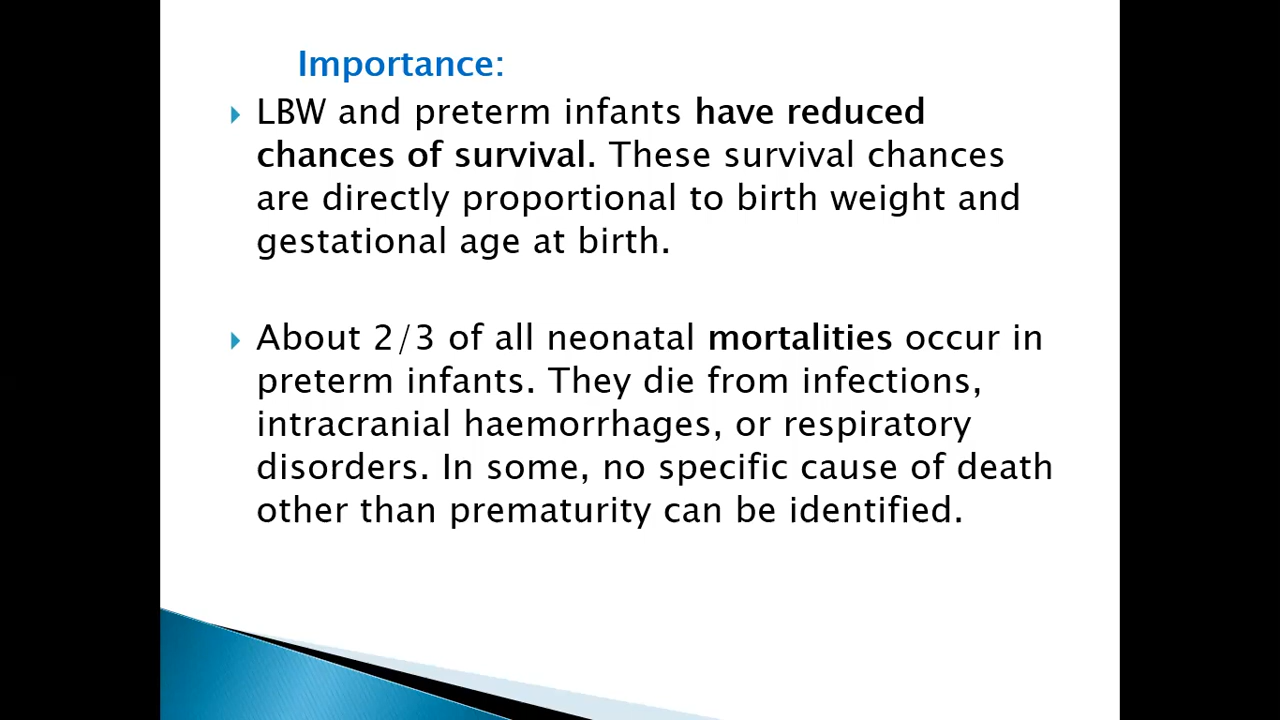 Importance:
LBW and preterm infants have reduced
chances of survival. These survival chances
are directly proportional to birth weight and
gestational age at birth.
About 2/3 of all neonatal mortalities occur in
preterm infants. They die from infections,
intracranial haemorrhages, or respiratory
disorders. In some, no specific cause of death
other than prematurity can be identified.